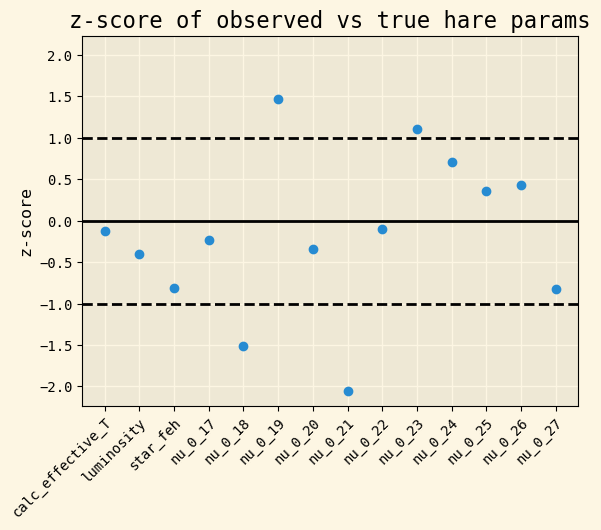 z-score of observed vs true hare params
z-score
2.0
1.5
1.0
0.5
0.0
−0.5
−1.0
−1.5
−2.0
calc_effective_T
luminosity
star_feh
nu_0_17
nu_0_18
nu_0_19
nu_0_20
nu_0_21
nu_0_22
nu_0_23
nu_0_24
nu_0_25
nu_0_26
nu_0_27